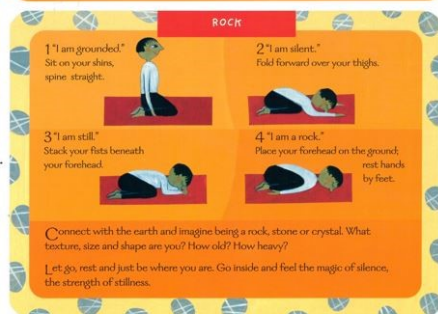 ROCK
1 "I am grounded."
Sit on your shins,
spine straight.
2 "I am silent."
Fold forward over your thighs.
3 "I am still."
Stack your fists beneath
your forehead.
4 "I am a rock."
Place your forehead on the ground;
rest hands
by feet.
Connect with the earth and imagine being a rock, stone or crystal. What
texture, size and shape are you? How old? How heavy?
Let go, rest and just be where you are. Go inside and feel the magic of silence,
the strength of stillness.